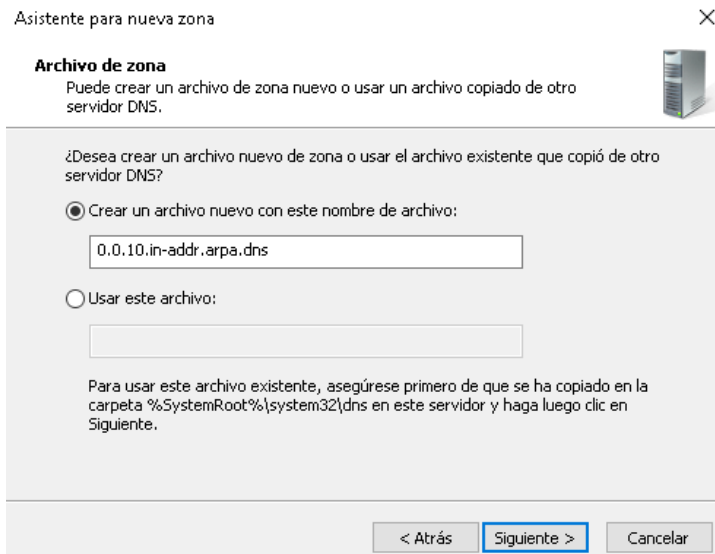 Asistente para nueva zona
Archivo de zona
Puede crear un archivo de zona nuevo o usar un archivo copiado de otro
servidor DNS.
¿Desea crear un archivo nuevo de zona o usar el archivo existente que copió de otro
servidor DNS?
Crear un archivo nuevo con este nombre de archivo:
0.0.10.in-addr.arpa.dns
Usar este archivo:
Para usar este archivo existente, asegúrese primero de que se ha copiado en la
carpeta %SystemRoot%\system32\dns en este servidor y haga luego clic en
Siguiente.
< Atrás Siguiente > Cancelar